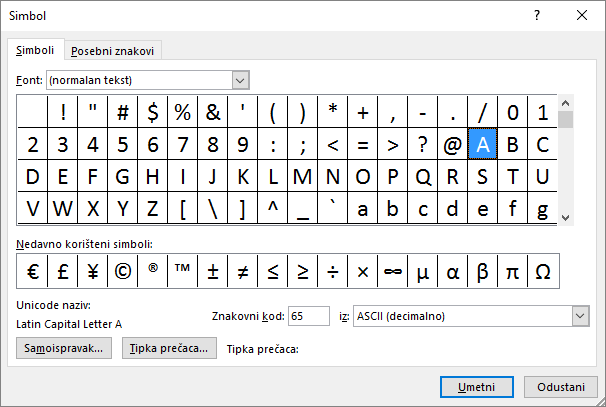 Simbol ? ×
Simboli Posebni znakovi
Font: (normalan tekst)
! " # $ % & ' ( ) * + , - . / 0 1
2 3 4 5 6 7 8 9 : ; < = > ? @ A B C
D E F G H I J K L M N O P Q R S T U
V W X Y Z [ \ ] ^ _ ` a b c d e f g
Nedavno korišteni simboli:
€ £ ¥ © ® ™ ± ≠ ≤ ≥ ÷ × ∞ µ α β π Ω
Unicode naziv:
Latin Capital Letter A
Znakovni kod: 65 iz: ASCII (decimalno)
Samoispravak... Tipka prečaca... Tipka prečaca:
Umetni Odustani